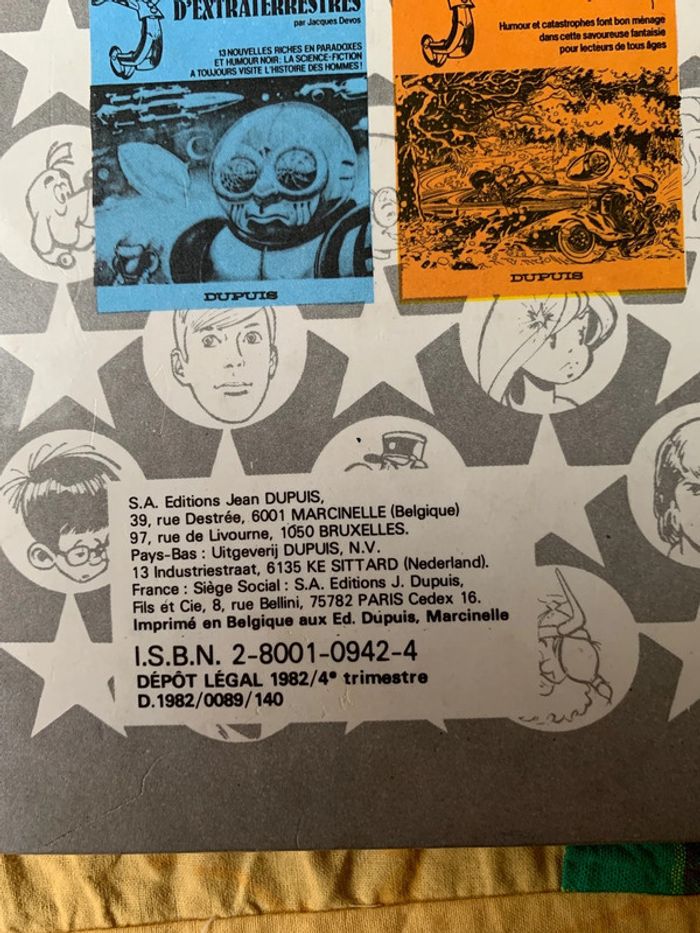 D'EXTRATERRESTRES
par Jacques Devos
13 NOUVELLES RICHES EN PARADOXES
ET HUMOUR NOIR: LA SCIENCE-FICTION
A TOUJOURS VISITE L'HISTOIRE DES HOMMES!
DUPUIS
Humour et catastrophes font bon ménage
dans cette savoureuse fantaisie
pour lecteurs de tous âges
DUPUIS
S.A. Editions Jean DUPUIS,
39, rue Destrée, 6001 MARCINELLE (Belgique)
97, rue de Livourne, 1050 BRUXELLES.
Pays-Bas : Uitgeverij DUPUIS, N.V.
13 Industriestraat, 6135 KE SITTARD (Nederland).
France : Siège Social : S.A. Editions J. Dupuis,
Fils et Cie, 8, rue Bellini, 75782 PARIS Cedex 16.
Imprimé en Belgique aux Ed. Dupuis, Marcinelle
I.S.B.N. 2-8001-0942-4
DÉPÔT LÉGAL 1982/4e trimestre
D.1982/0089/140